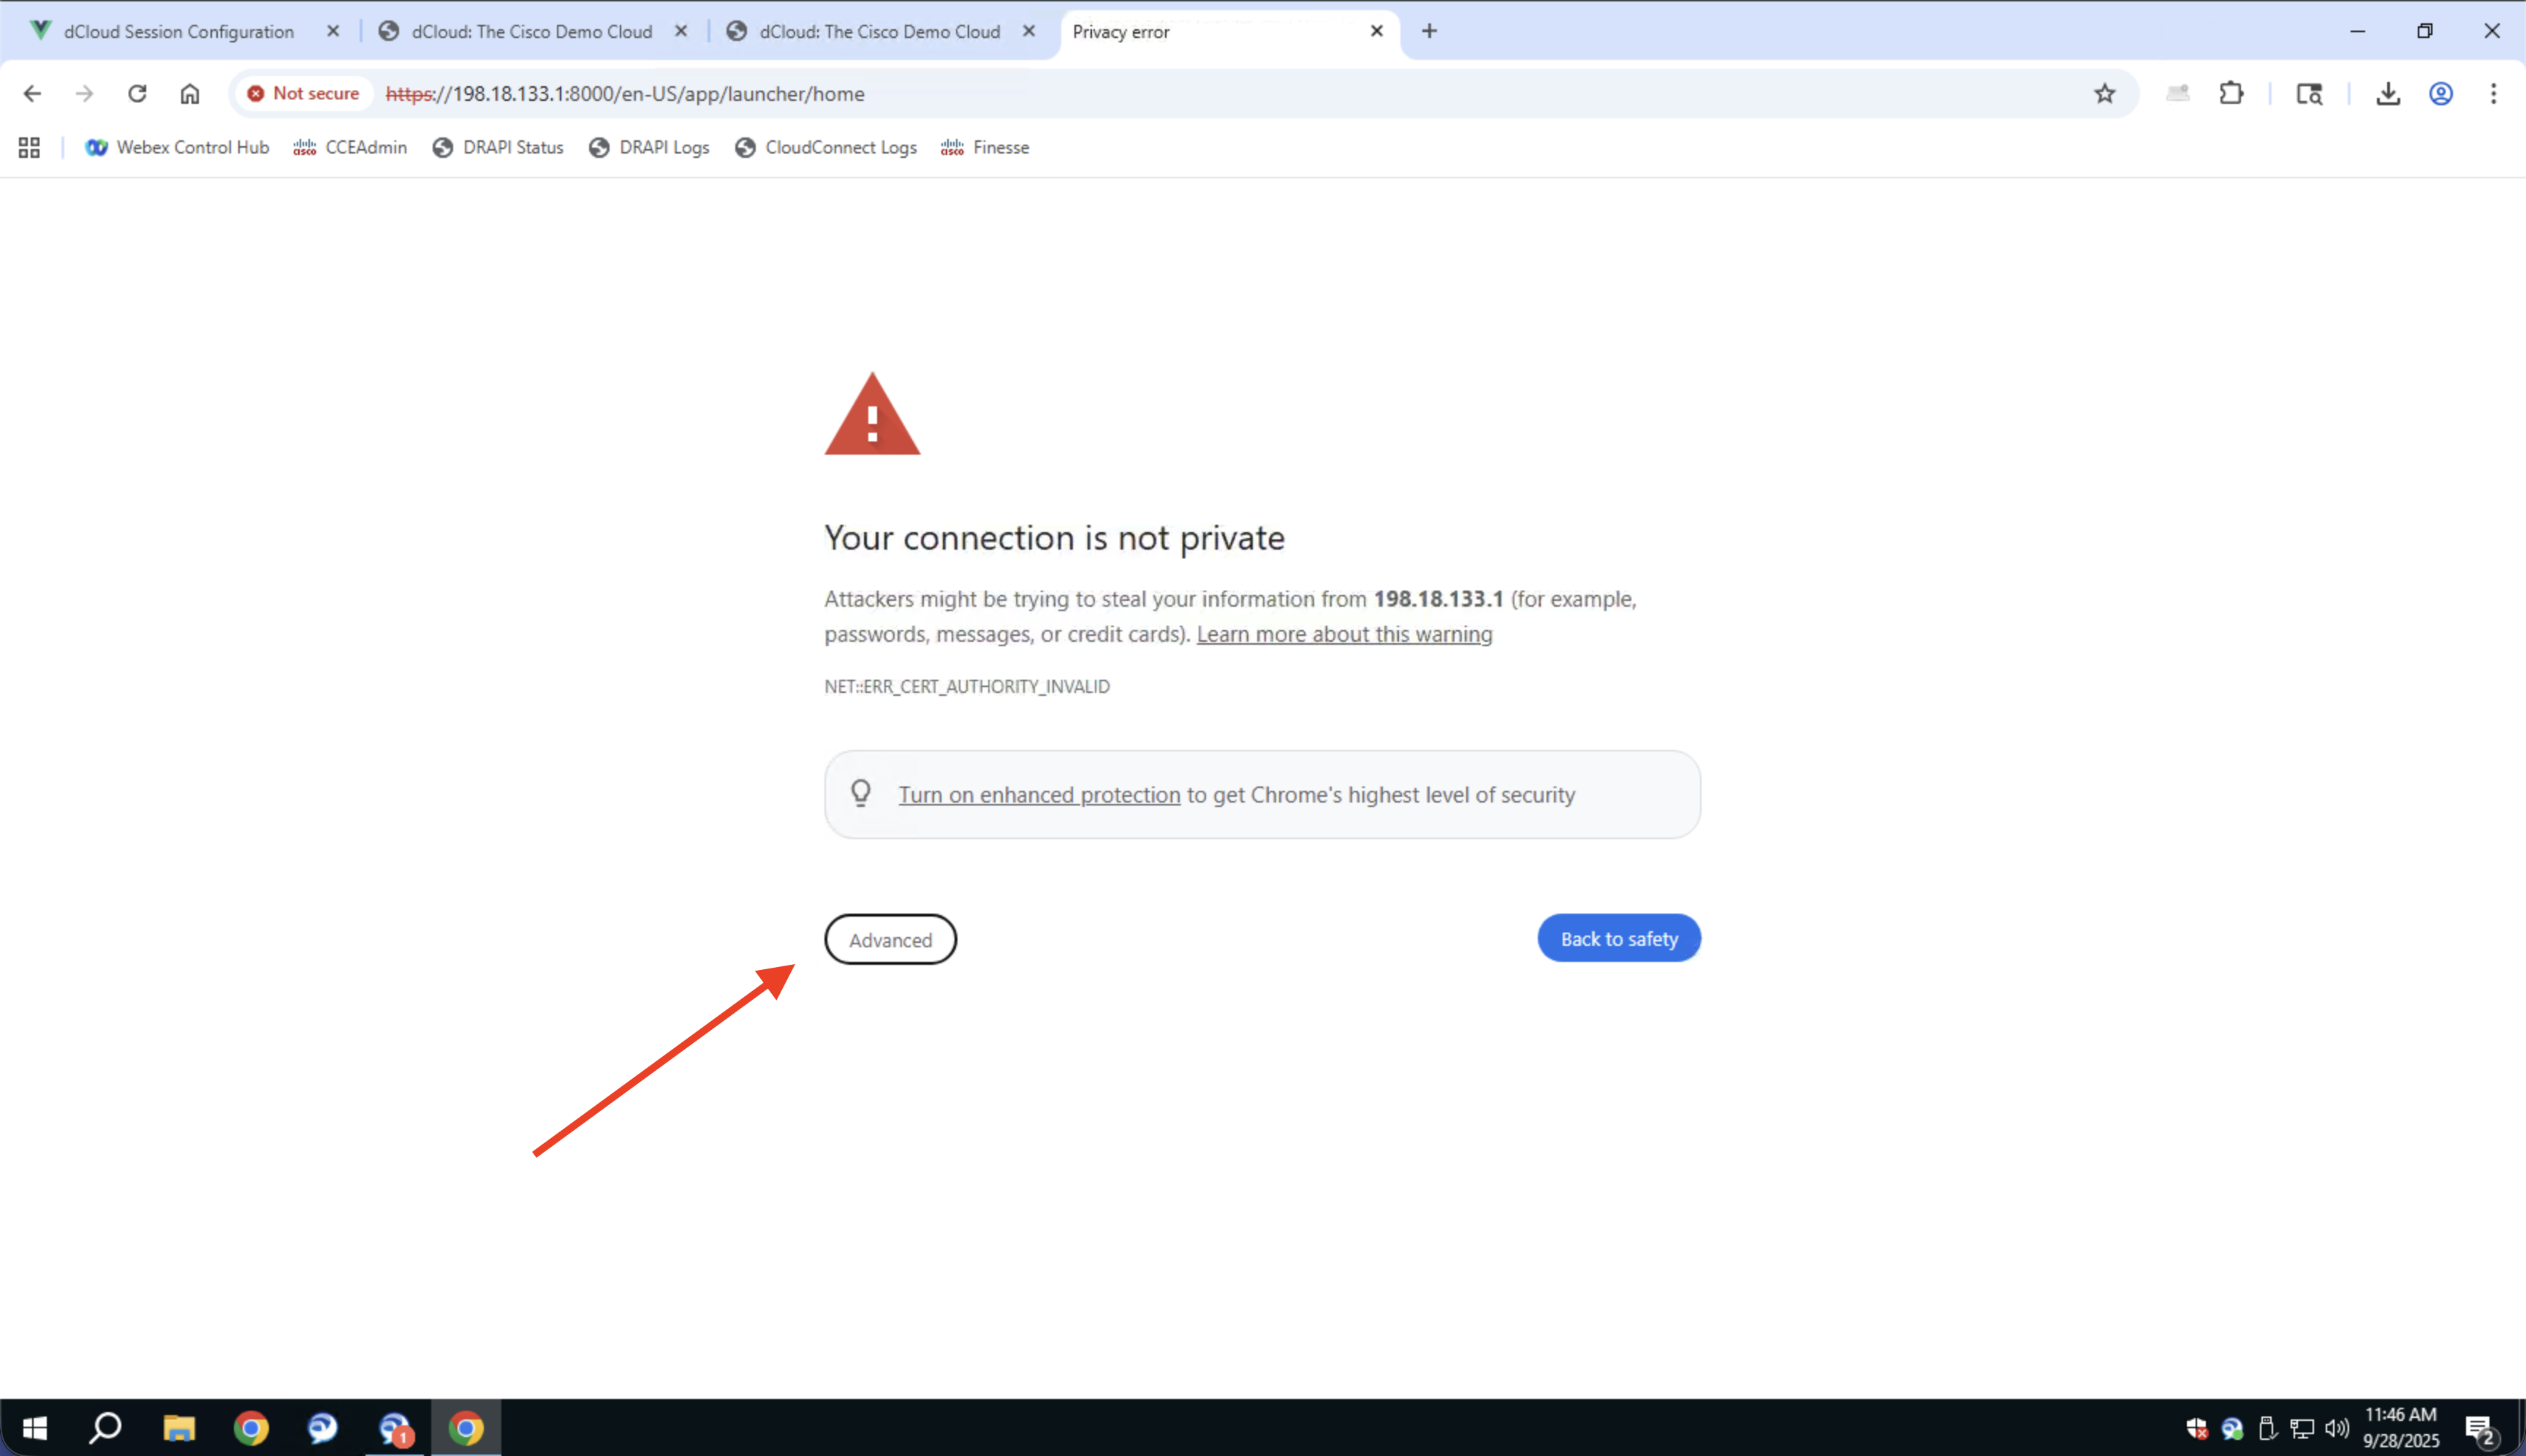 dCloud Session Configuration
dCloud: The Cisco Demo Cloud
dCloud: The Cisco Demo Cloud
Privacy error
Not secure
https://198.18.133.1:8000/en-US/app/launcher/home
Webex Control Hub
CCEAdmin
DRAPI Status
DRAPI Logs
CloudConnect Logs
Finesse
Your connection is not private
Attackers might be trying to steal your information from 198.18.133.1 (for example,
passwords, messages, or credit cards). Learn more about this warning
NET::ERR_CERT_AUTHORITY_INVALID
Turn on enhanced protection to get Chrome's highest level of security
Advanced
Back to safety
1
11:46 AM
9/28/2025
2